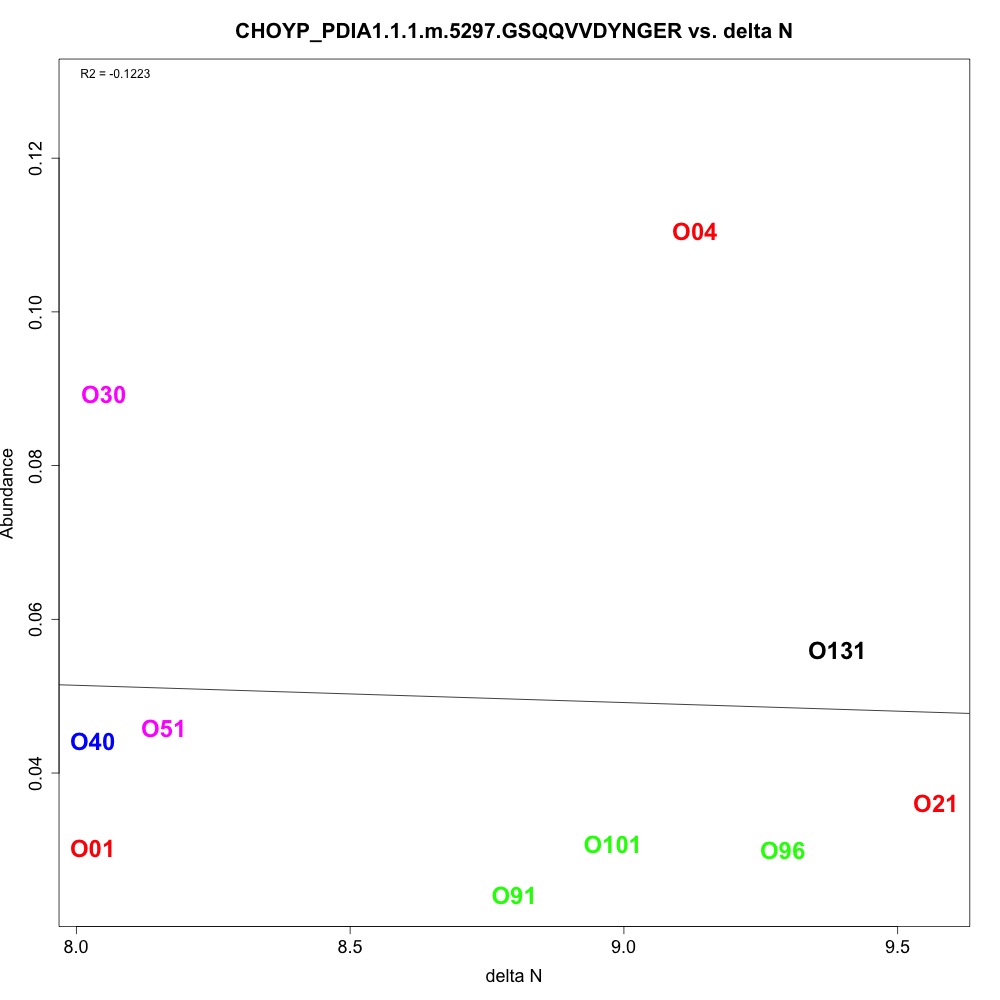 CHOYP_PDIA1.1.1.m.5297.GSQQVVDYNGER vs. delta N
R2 = -0.1223
0.12
O04
0.10
O30
0.08
Abundance
0.06
O131
O51
O40
0.04
O21
O01
O101
O96
O91
8.0
8.5
9.0
9.5
delta N